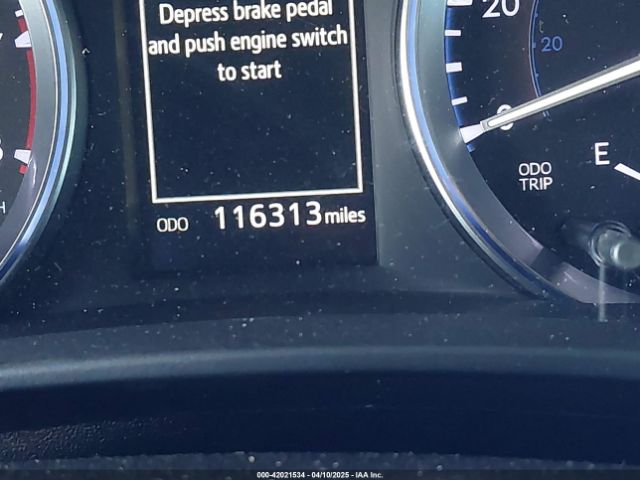 Depress brake pedal
and push engine switch
to start
ODO 116313 miles
20
20
0
E
ODO
TRIP
H
000-42021534 - 04/10/2025 - IAA Inc.